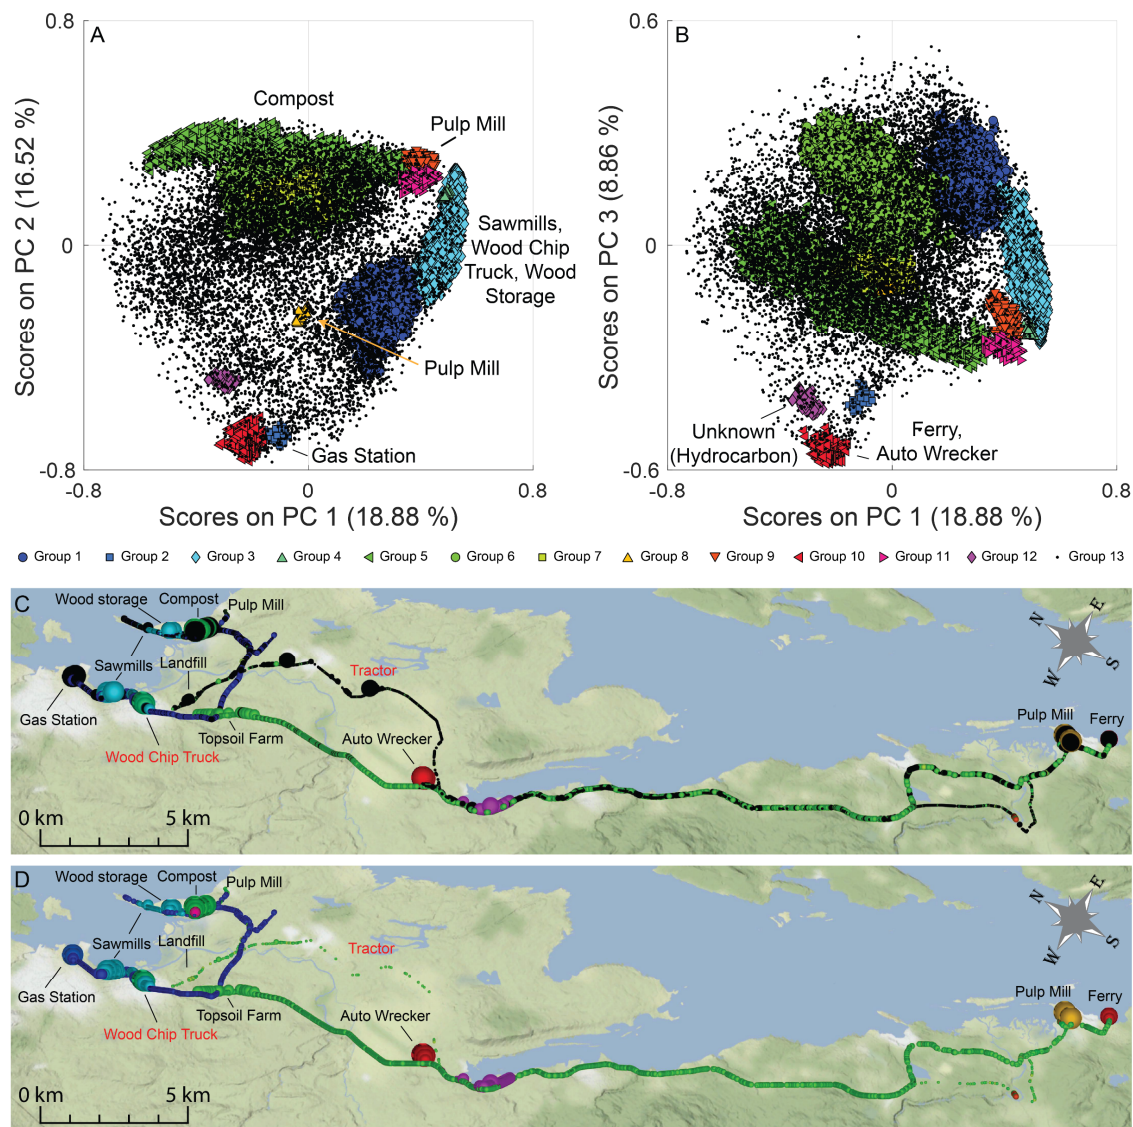 A
0.8
0
-0.8
-0.8
0
0.8
Scores on PC 2 (16.52 %)
Scores on PC 1 (18.88 %)
Compost
Pulp Mill
Sawmills,
Wood Chip
Truck, Wood
Storage
Pulp Mill
Gas Station
B
0.6
0
-0.6
-0.8
0
0.8
Scores on PC 3 (8.86 %)
Scores on PC 1 (18.88 %)
Unknown
(Hydrocarbon)
Ferry,
Auto Wrecker
Group 1 Group 2 Group 3 Group 4 Group 5 Group 6 Group 7 Group 8 Group 9 Group 10 Group 11 Group 12 Group 13
C
Wood storage
Compost
Pulp Mill
Sawmills
Landfill
Tractor
Gas Station
Topsoil Farm
Auto Wrecker
Wood Chip Truck
Pulp Mill
Ferry
N
E
W
S
0 km
5 km
D
Wood storage
Compost
Pulp Mill
Sawmills
Landfill
Tractor
Gas Station
Topsoil Farm
Auto Wrecker
Wood Chip Truck
Pulp Mill
Ferry
N
E
W
S
0 km
5 km